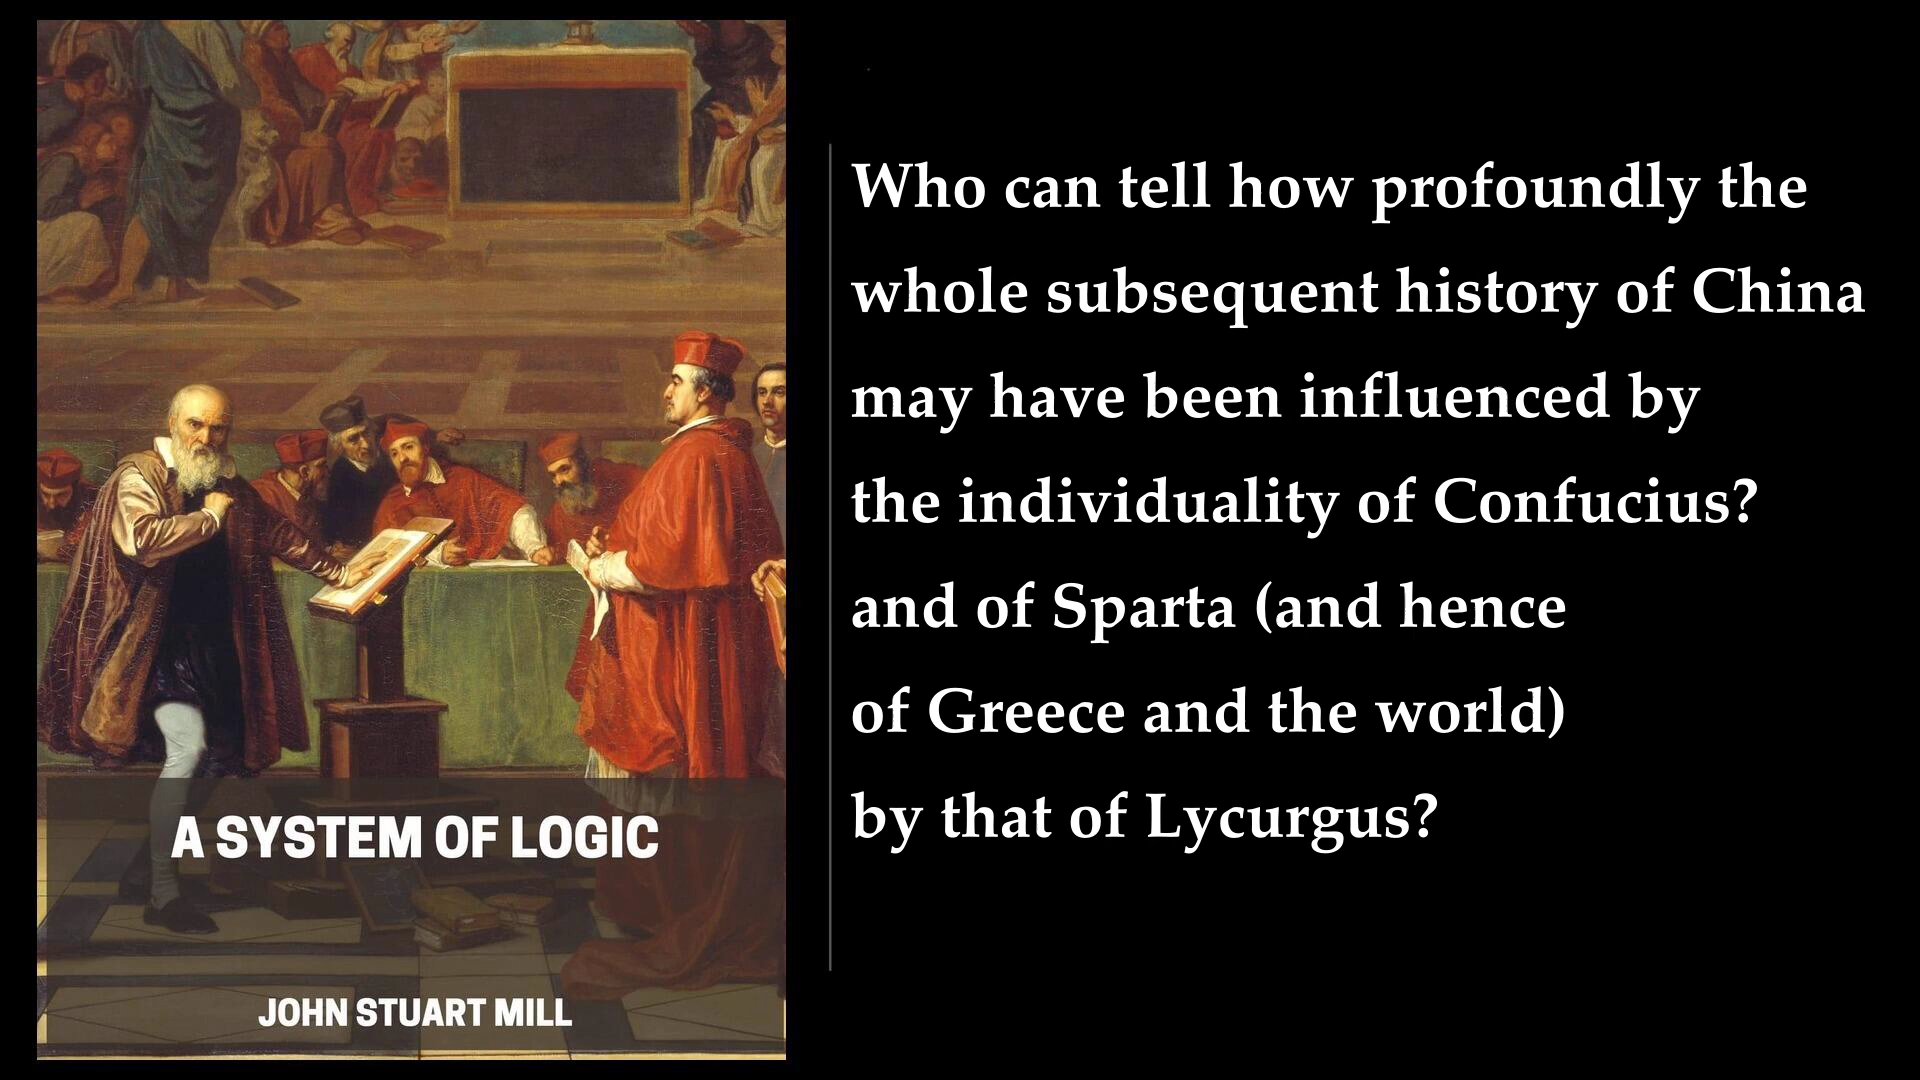 A SYSTEM OF LOGIC
JOHN STUART MILL
Who can tell how profoundly the
whole subsequent history of China
may have been influenced by
the individuality of Confucius?
and of Sparta (and hence
of Greece and the world)
by that of Lycurgus?